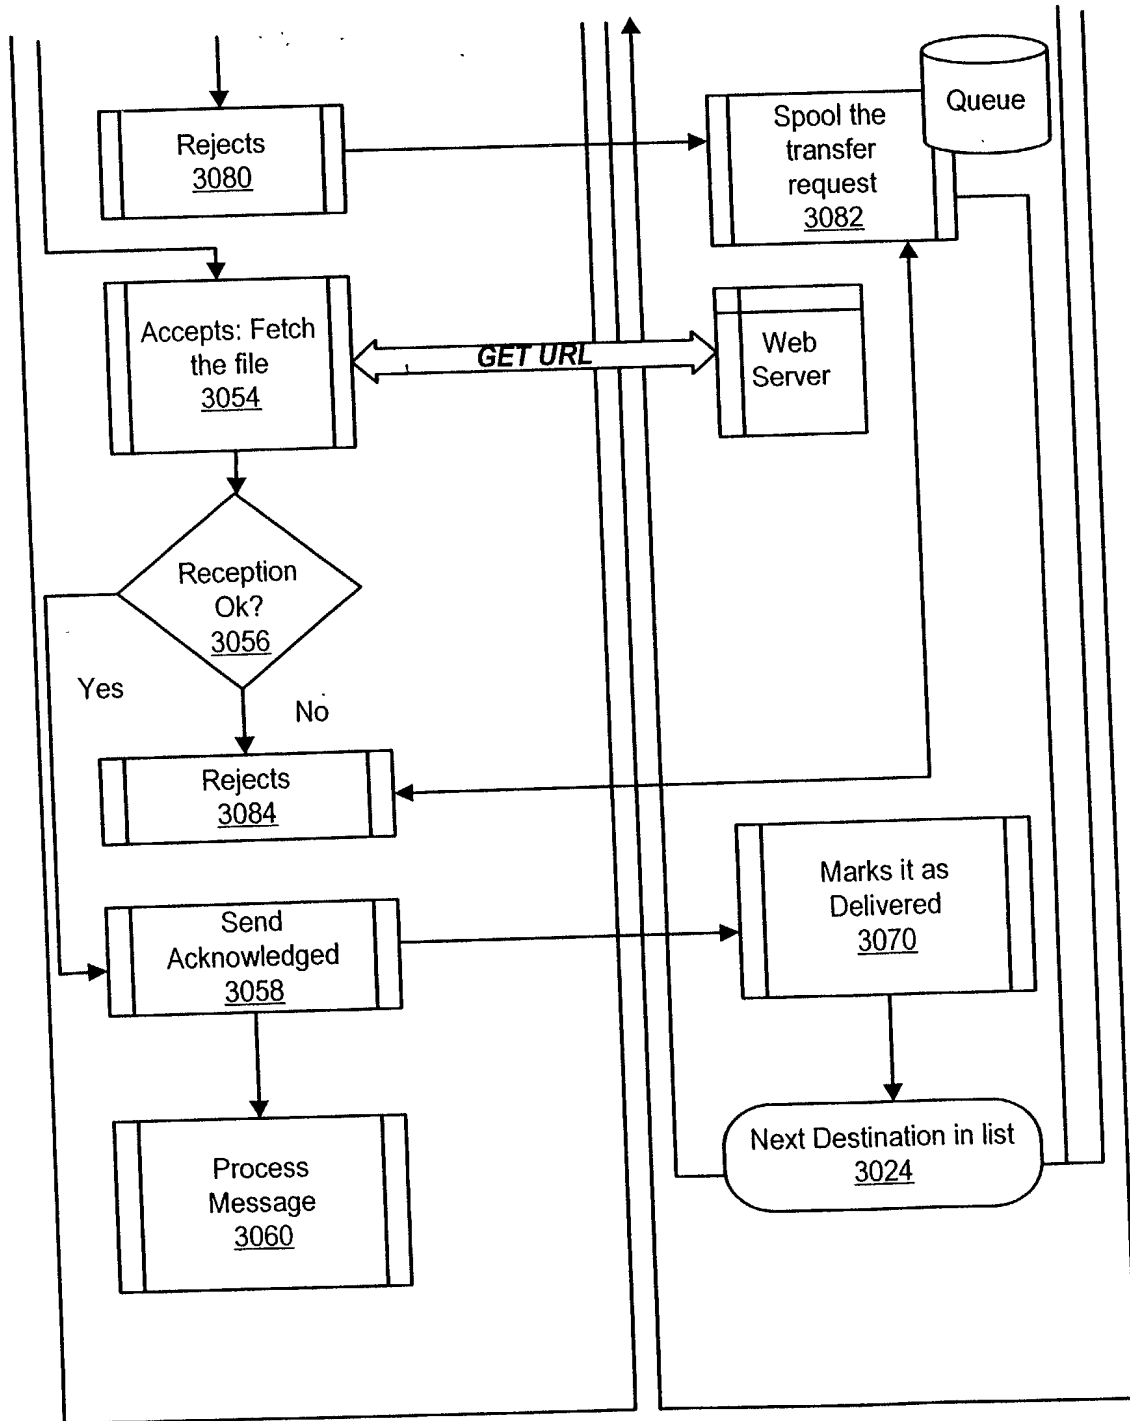 Queue
Rejects
3080
Spool the
transfer
request
3082
Accepts: Fetch
the file
3054
GET URL
Web
Server
Reception
Ok?
3056
Yes
No
Rejects
3084
Marks it as
Delivered
3070
Send
Acknowledged
3058
Next Destination in list
3024
Process
Message
3060